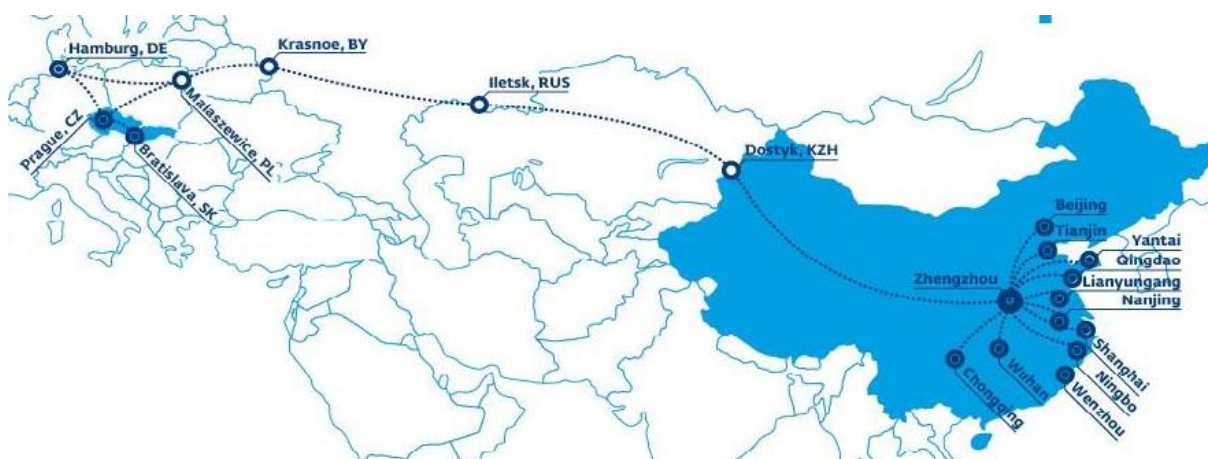 Hamburg, DE
Krasnoe, BY
Iletsk, RUS
Malaszewice, PL
Prague, CZ
Bratislava, SK
Dostyk, KZH
Beijing
Tianjin
Yantai
Qingdao
Zhengzhou
Lianyungang
Nanjing
Shanghai
Ningbo
Wenzhou
Wuhan
Chongqing